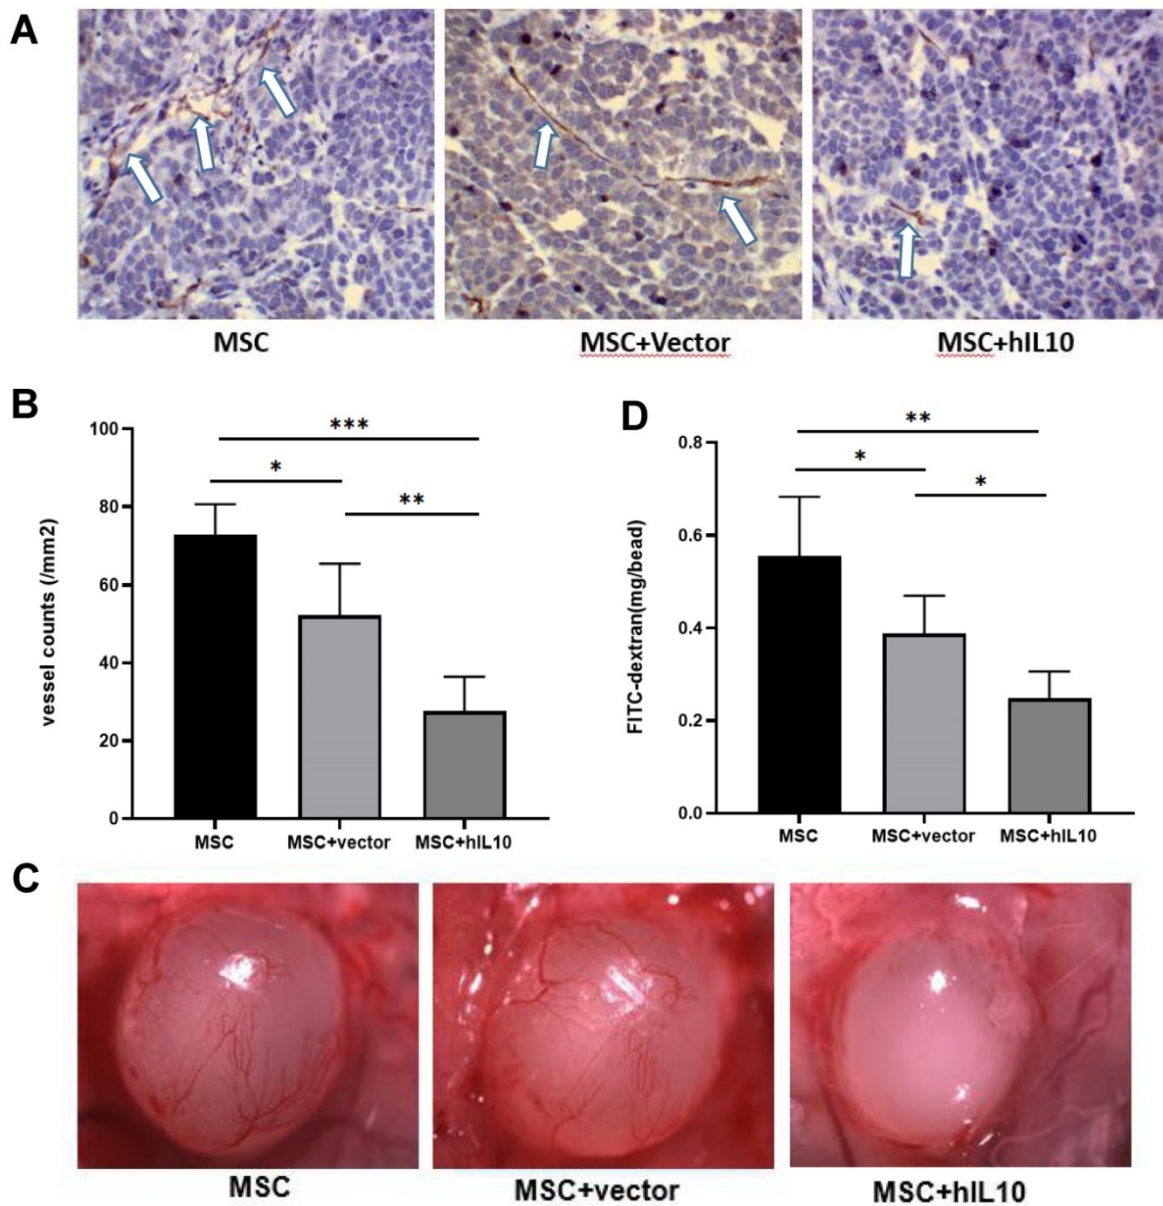 A
MSC
MSC+Vector
MSC+hIL10
B
100
80
60
40
20
0
vessel counts (/mm2)
***
*
**
MSC
MSC+vector
MSC+hIL10
D
0.8
0.6
0.4
0.2
0.0
FITC-dextran(mg/bead)
**
*
*
MSC
MSC+vector
MSC+hIL10
C
MSC
MSC+vector
MSC+hIL10